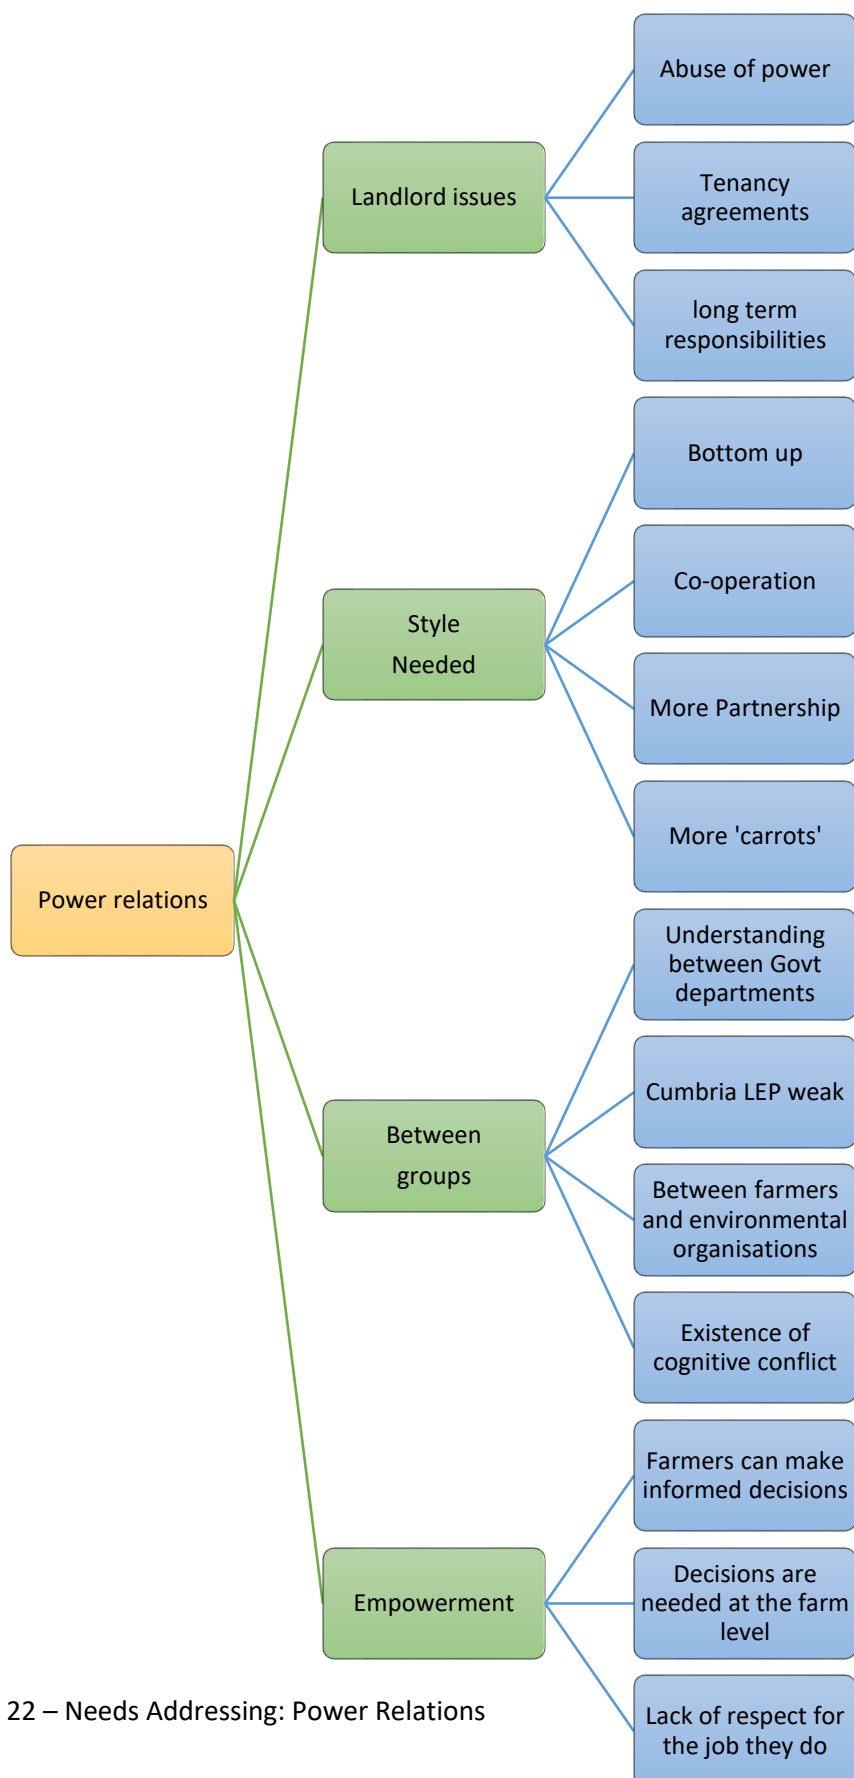 Abuse of power
Landlord issues
Tenancy
agreements
long term
responsibilities
Bottom up
Co-operation
Style
Needed
More Partnership
More 'carrots'
Power relations
Understanding
between Govt
departments
Cumbria LEP weak
Between
groups
Between farmers
and environmental
organisations
Existence of
cognitive conflict
Farmers can make
informed decisions
Empowerment
Decisions are
needed at the farm
level
Lack of respect for
the job they do
22 – Needs Addressing: Power Relations